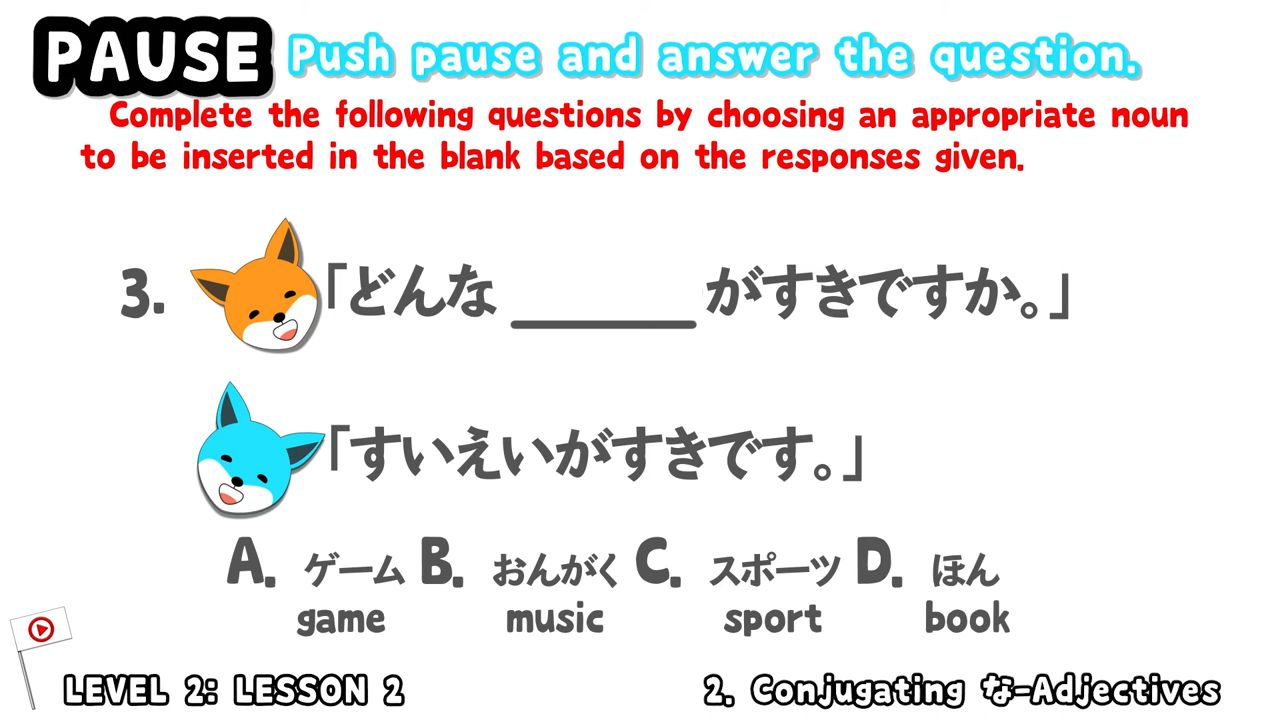 PAUSE Push pause and answer the question.
Complete the following questions by choosing an appropriate noun
to be inserted in the blank based on the responses given.
3. 「どんな ______ がすきですか。」
「すいえいがすきです。」
A. ゲーム B. おんがく C. スポーツ D. ほん
game music sport book
LEVEL 2: LESSON 2 2. Conjugating な-Adjectives